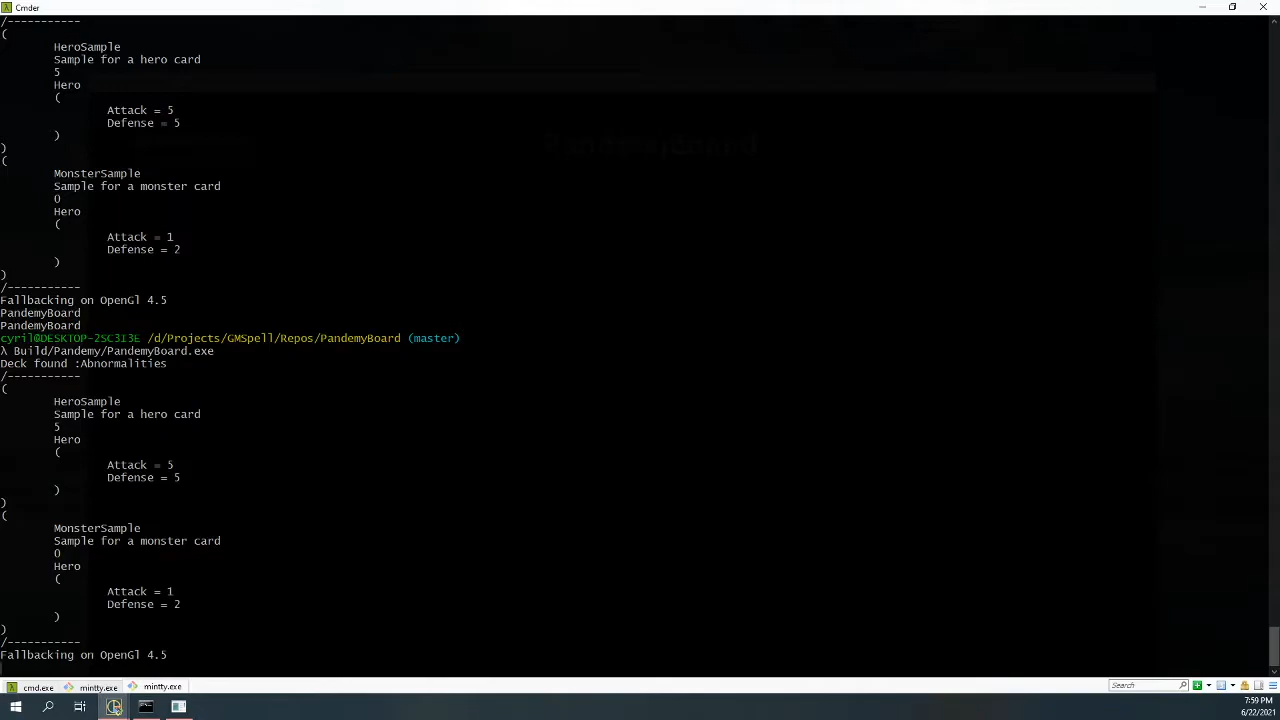 Cmder
/-----------
(
HeroSample
Sample for a hero card
5
Hero
(
Attack = 5
Defense = 5
)
)
(
MonsterSample
Sample for a monster card
0
Hero
(
Attack = 1
Defense = 2
)
)
/-----------
Fallbacking on OpenGl 4.5
PandemyBoard
PandemyBoard
cyril@DESKTOP-2SC3I3E /d/Projects/GMSpell/Repos/PandemyBoard (master)
λ Build/Pandemy/PandemyBoard.exe
Deck found :Abnormalities
/-----------
(
HeroSample
Sample for a hero card
5
Hero
(
Attack = 5
Defense = 5
)
)
(
MonsterSample
Sample for a monster card
0
Hero
(
Attack = 1
Defense = 2
)
)
/-----------
Fallbacking on OpenGl 4.5
PandemyBoard
cmd.exe mintty.exe mintty.exe Search
7:59 PM
6/22/2021